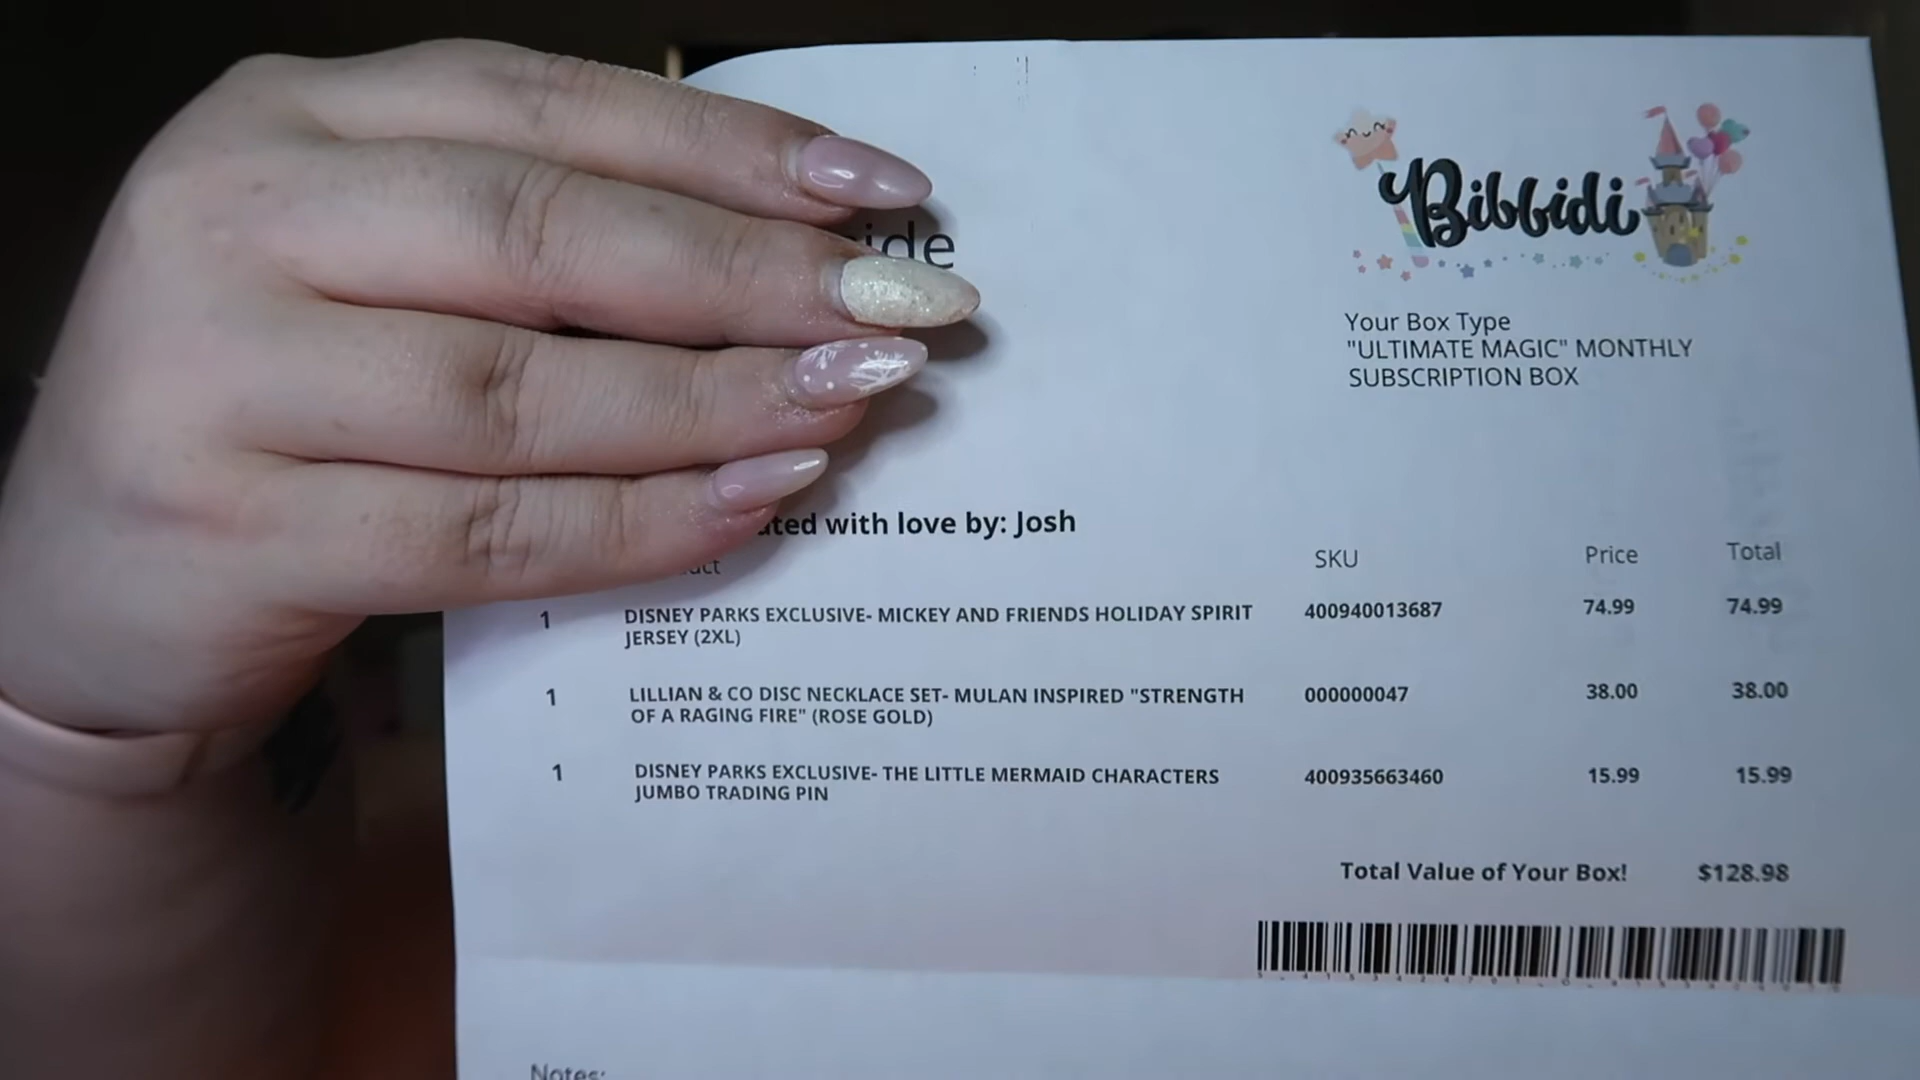 Bibbidi
Your Box Type
"ULTIMATE MAGIC" MONTHLY
SUBSCRIPTION BOX
with love by: Josh
SKU Price Total
1 DISNEY PARKS EXCLUSIVE- MICKEY AND FRIENDS HOLIDAY SPIRIT 400940013687 74.99 74.99
JERSEY (2XL)
1 LILLIAN & CO DISC NECKLACE SET- MULAN INSPIRED "STRENGTH 000000047 38.00 38.00
OF A RAGING FIRE" (ROSE GOLD)
1 DISNEY PARKS EXCLUSIVE- THE LITTLE MERMAID CHARACTERS 400935663460 15.99 15.99
JUMBO TRADING PIN
Total Value of Your Box! $128.98
Notes: